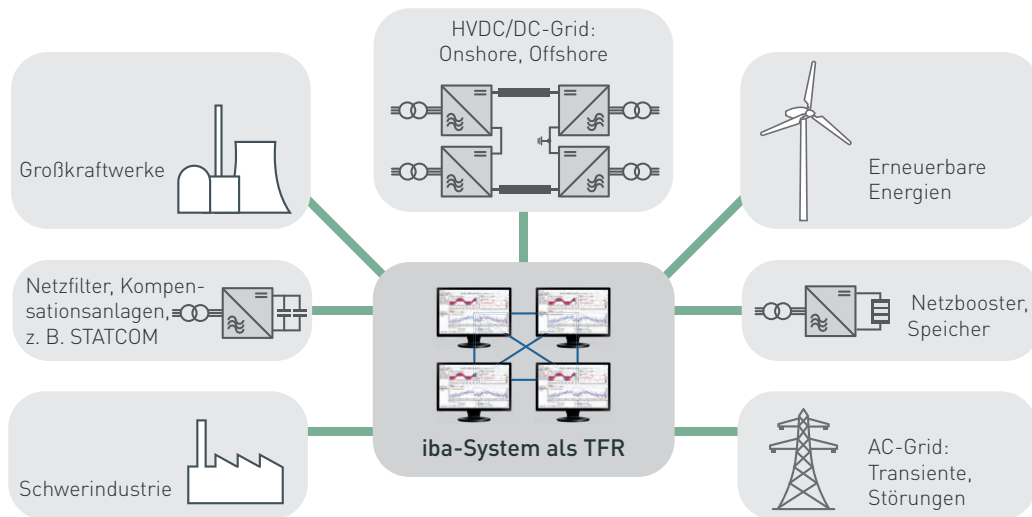 HVDC/DC-Grid:
Onshore, Offshore
Großkraftwerke
Erneuerbare
Energien
Netzfilter, Kompen-
sationsanlagen,
z. B. STATCOM
Netzbooster,
Speicher
iba-System als TFR
Schwerindustrie
AC-Grid:
Transiente,
Störungen